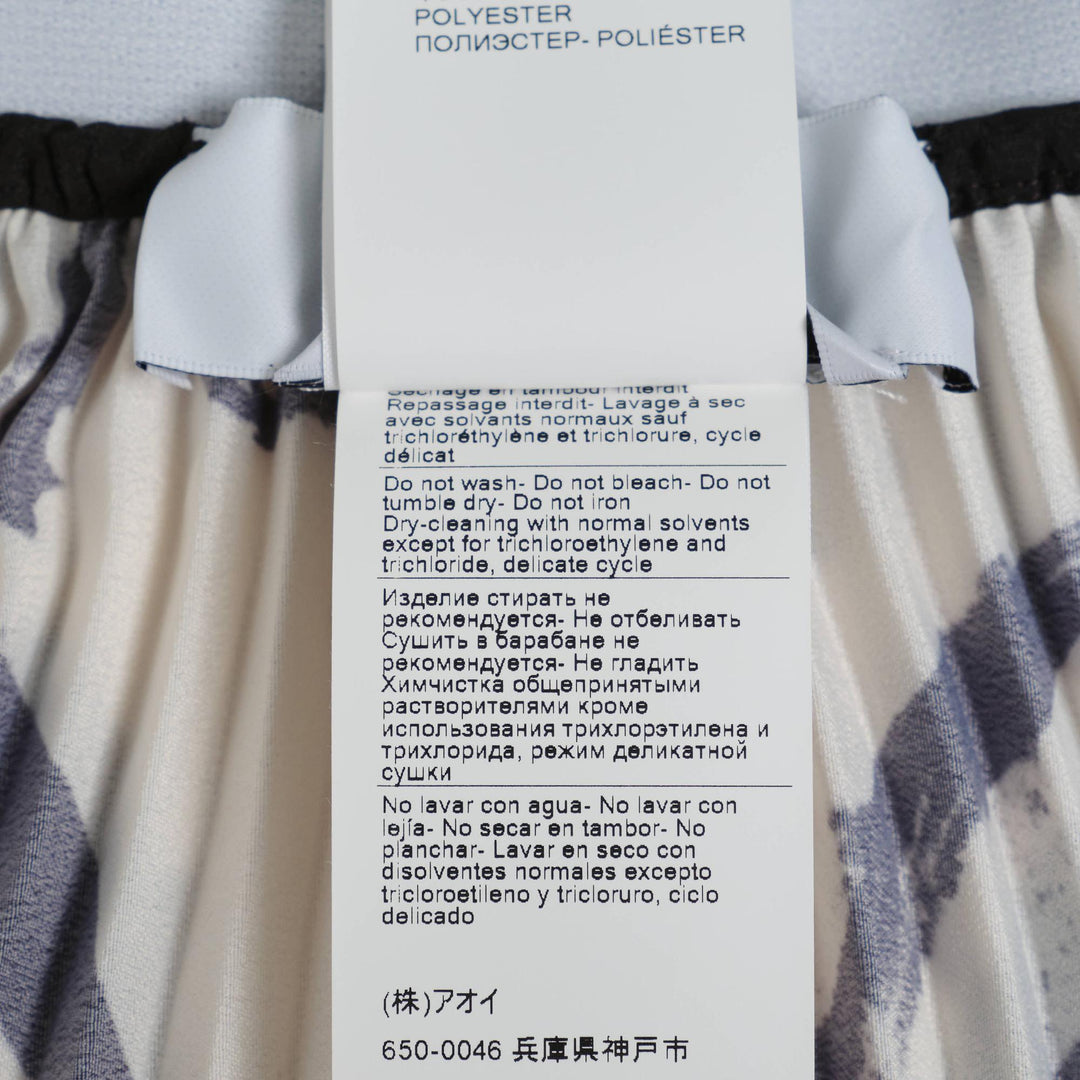 POLYESTER
ПОЛИЭСТЕР- POLIÉSTER
Séchage en tambour interdit
Repassage interdit- Lavage à sec
avec solvants normaux sauf
trichloréthylène et trichlorure, cycle
délicat
Do not wash- Do not bleach- Do not
tumble dry- Do not iron
Dry-cleaning with normal solvents
except for trichloroethylene and
trichloride, delicate cycle
Изделие стирать не
рекомендуется- Не отбеливать
Сушить в барабане не
рекомендуется- Не гладить
Химчистка общепринятыми
растворителями кроме
использования трихлорэтилена и
трихлорида, режим деликатной
сушки
No lavar con agua- No lavar con
lejía- No secar en tambor- No
planchar- Lavar en seco con
disolventes normales excepto
tricloroetileno y tricloruro, ciclo
delicado
(株)アオイ
650-0046 兵庫県神戸市